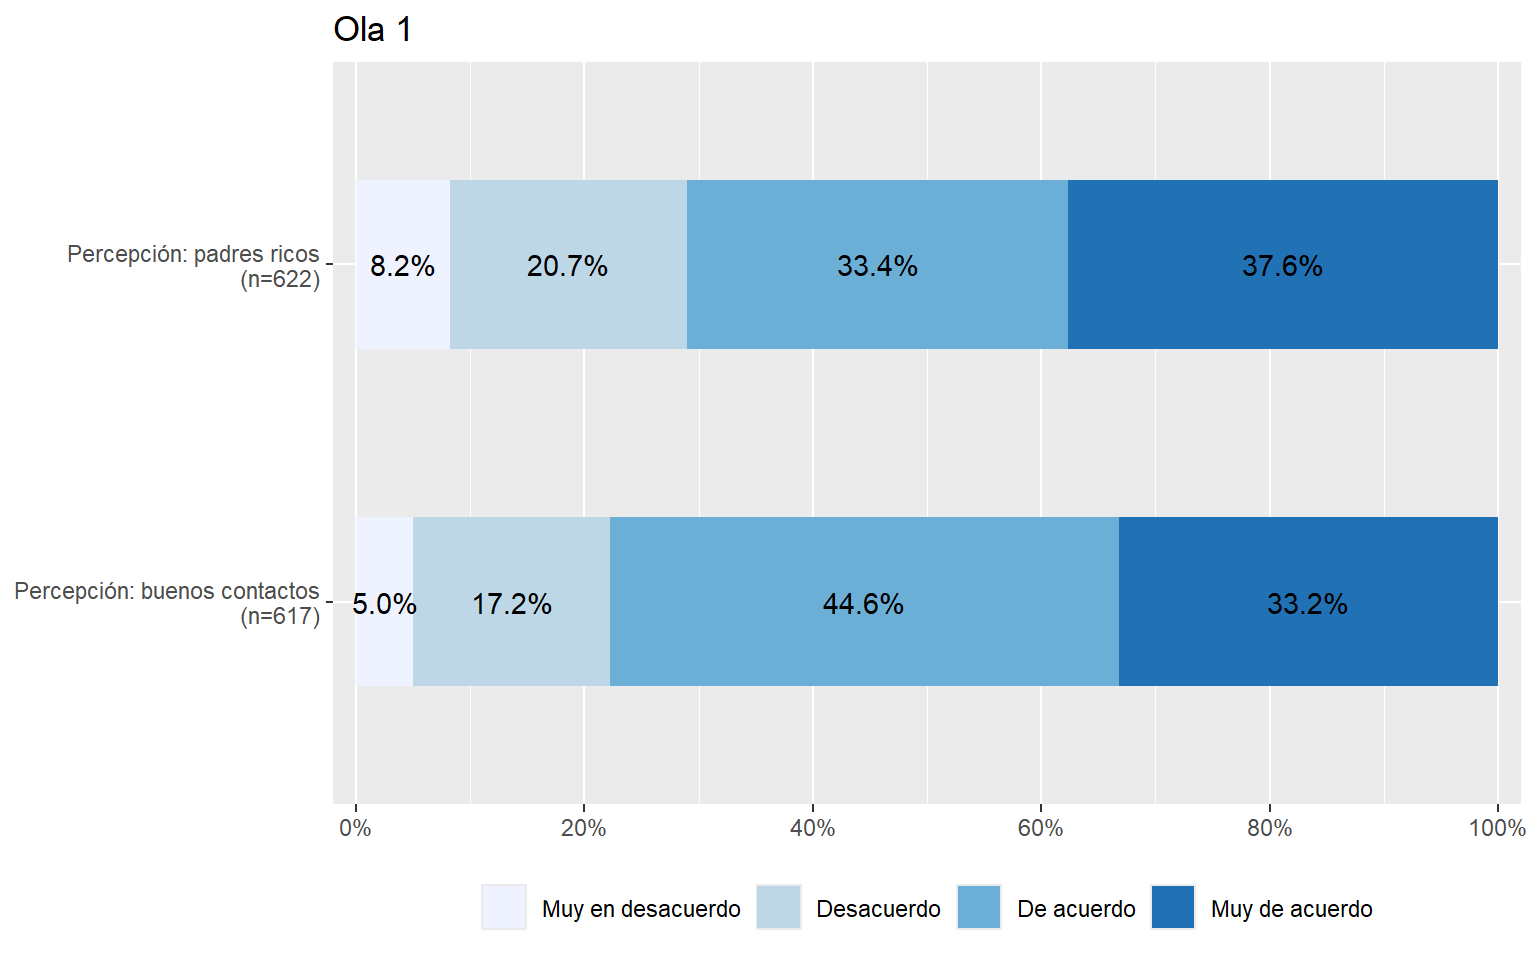 Ola 1
Percepción: padres ricos
(n=622)
8.2%
20.7%
33.4%
37.6%
Percepción: buenos contactos
(n=617)
5.0%
17.2%
44.6%
33.2%
0%
20%
40%
60%
80%
100%
Muy en desacuerdo
Desacuerdo
De acuerdo
Muy de acuerdo